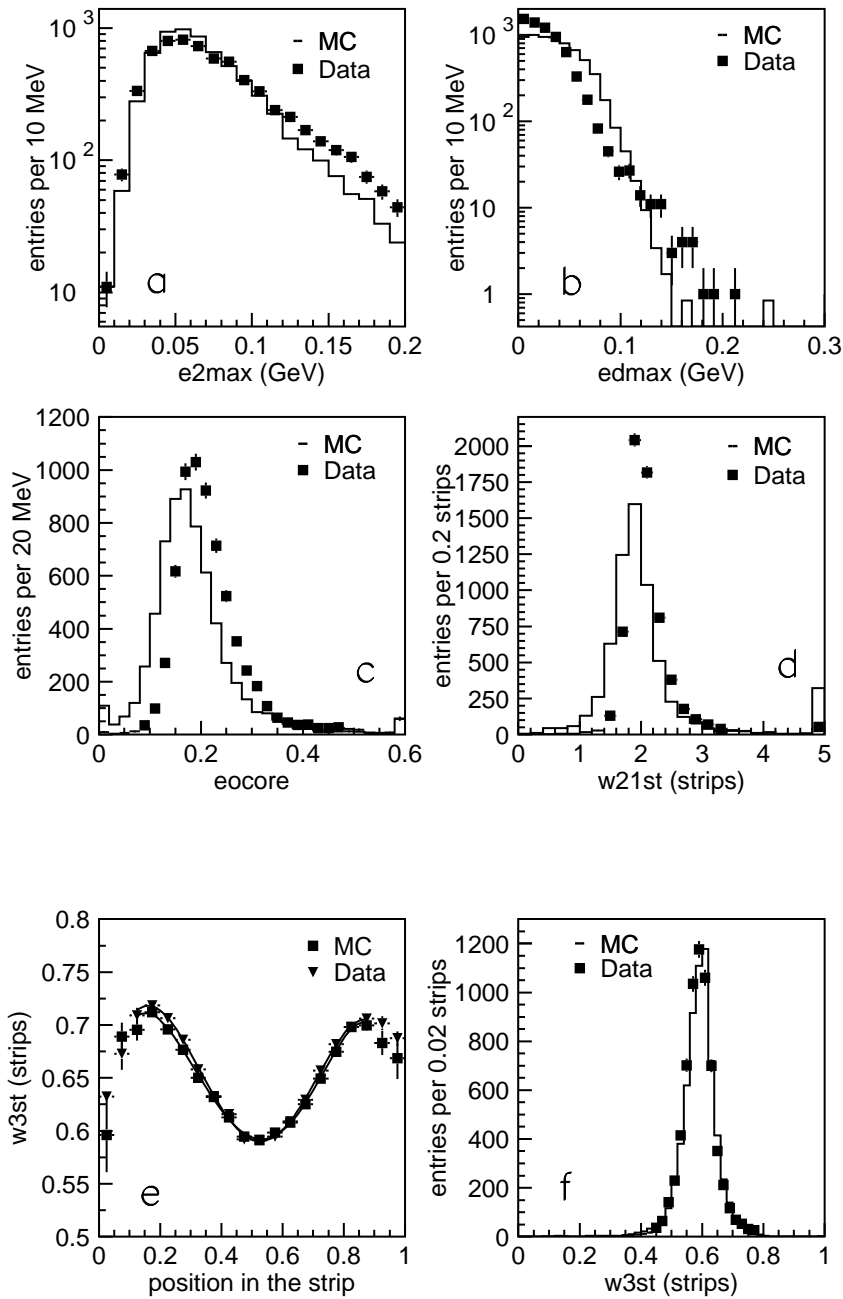 entries per 10 MeV
10³
10²
10
MC
Data
a
0 0.05 0.1 0.15 0.2
e2max (GeV)
entries per 10 MeV
10³
10²
10
1
MC
Data
b
0 0.1 0.2 0.3
edmax (GeV)
entries per 20 MeV
1200
1000
800
600
400
200
0
MC
Data
c
0 0.2 0.4 0.6
eocore
entries per 0.2 strips
2000
1750
1500
1250
1000
750
500
250
0
MC
Data
d
0 1 2 3 4 5
w21st (strips)
w3st (strips)
0.8
0.75
0.7
0.65
0.6
0.55
0.5
MC
Data
e
0 0.2 0.4 0.6 0.8 1
position in the strip
entries per 0.02 strips
1200
1000
800
600
400
200
0
MC
Data
f
0 0.2 0.4 0.6 0.8 1
w3st (strips)